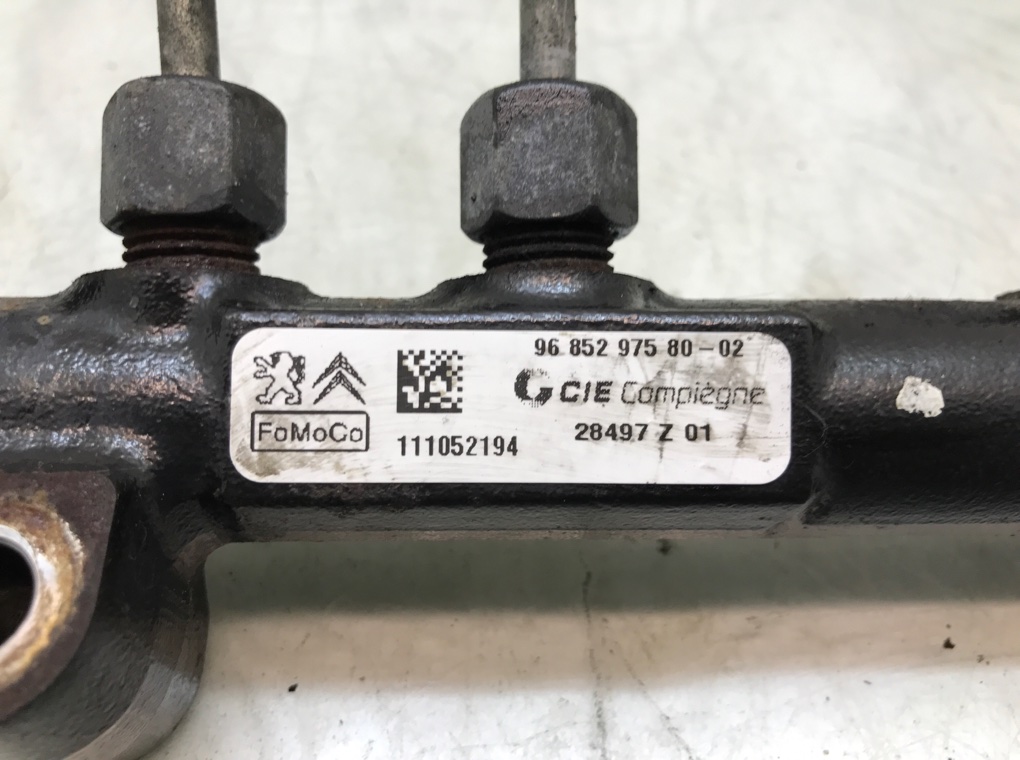 96 852 975 80-02
CIE Compiègne
FoMoCo
111052194
28497 Z 01